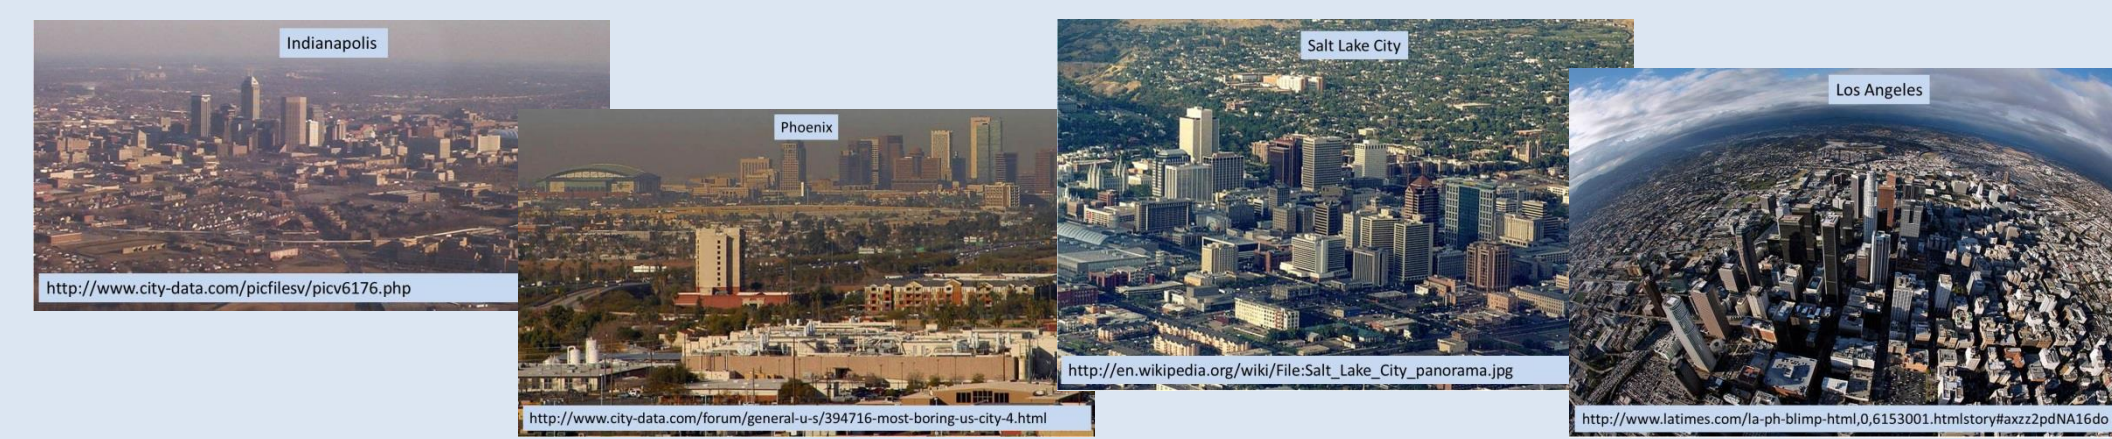 Indianapolis
http://www.city-data.com/picfilesv/picv6176.php
Phoenix
http://www.city-data.com/forum/general-u-s/394716-most-boring-us-city-4.html
Salt Lake City
http://en.wikipedia.org/wiki/File:Salt_Lake_City_panorama.jpg
Los Angeles
http://www.latimes.com/la-ph-blimp-html,0,6153001.htmlstory#axzz2pdNA16do